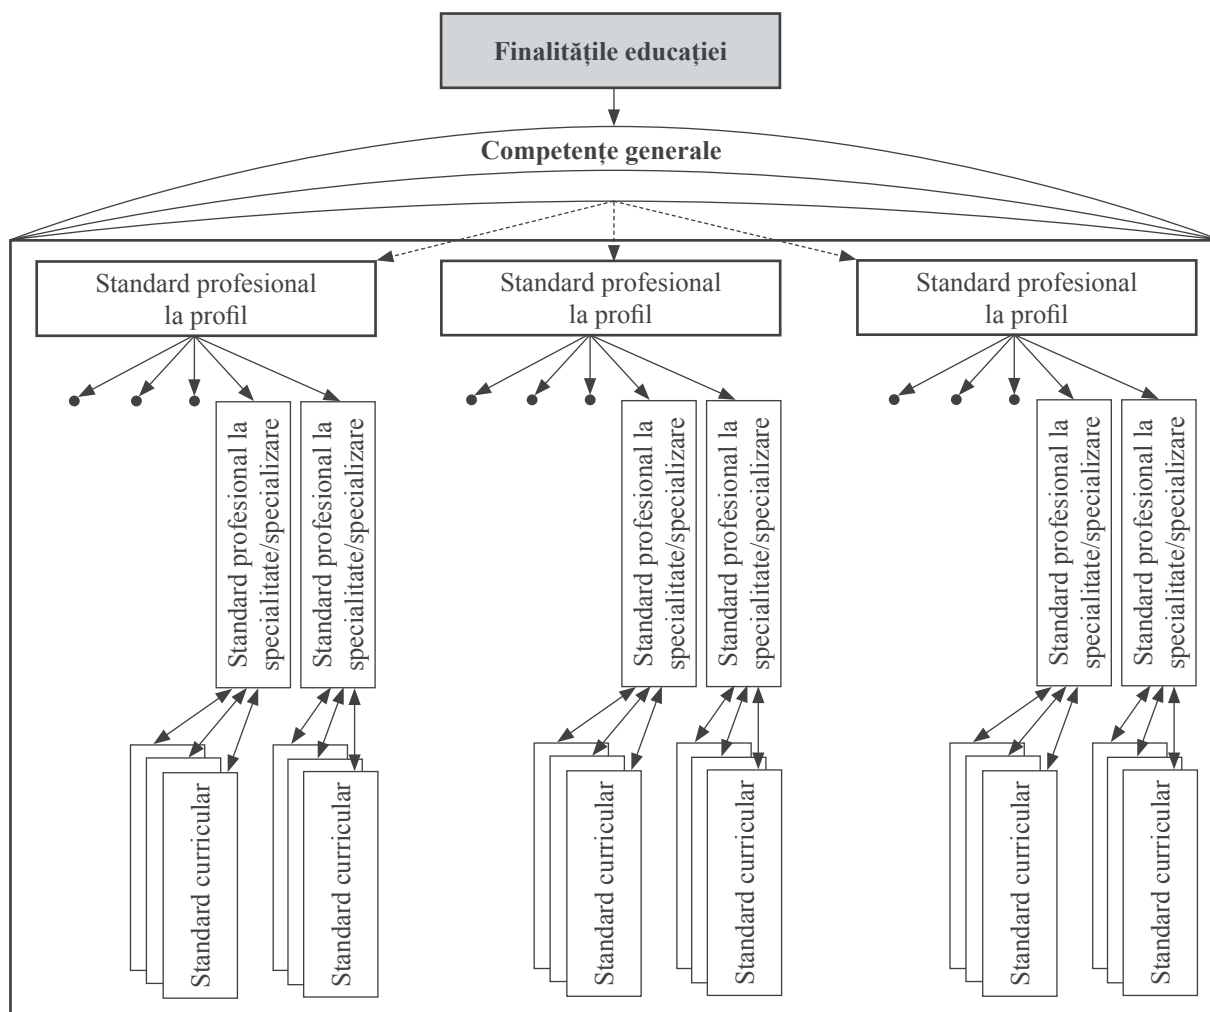 Finalitățile educației
Competențe generale
Standard profesional
la profil
Standard profesional
la profil
Standard profesional
la profil
Standard profesional la
specialitate/specializare
Standard profesional la
specialitate/specializare
Standard profesional la
specialitate/specializare
Standard profesional la
specialitate/specializare
Standard profesional la
specialitate/specializare
Standard profesional la
specialitate/specializare
Standard curricular
Standard curricular
Standard curricular
Standard curricular
Standard curricular
Standard curricular